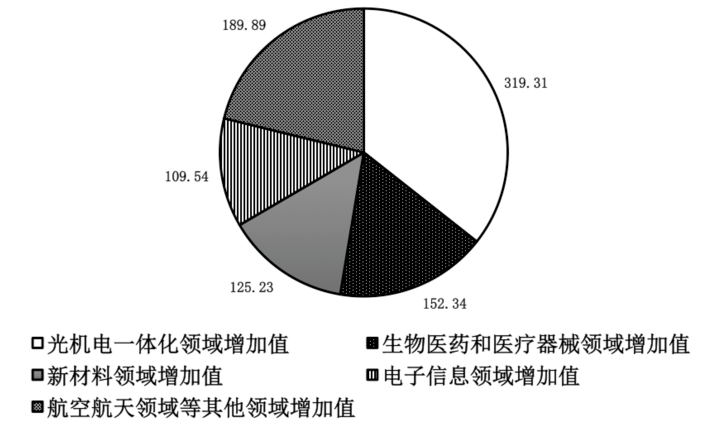 189.89
319.31
109.54
125.23
152.34
光机电一体化领域增加值
生物医药和医疗器械领域增加值
新材料领域增加值
电子信息领域增加值
航空航天领域等其他领域增加值